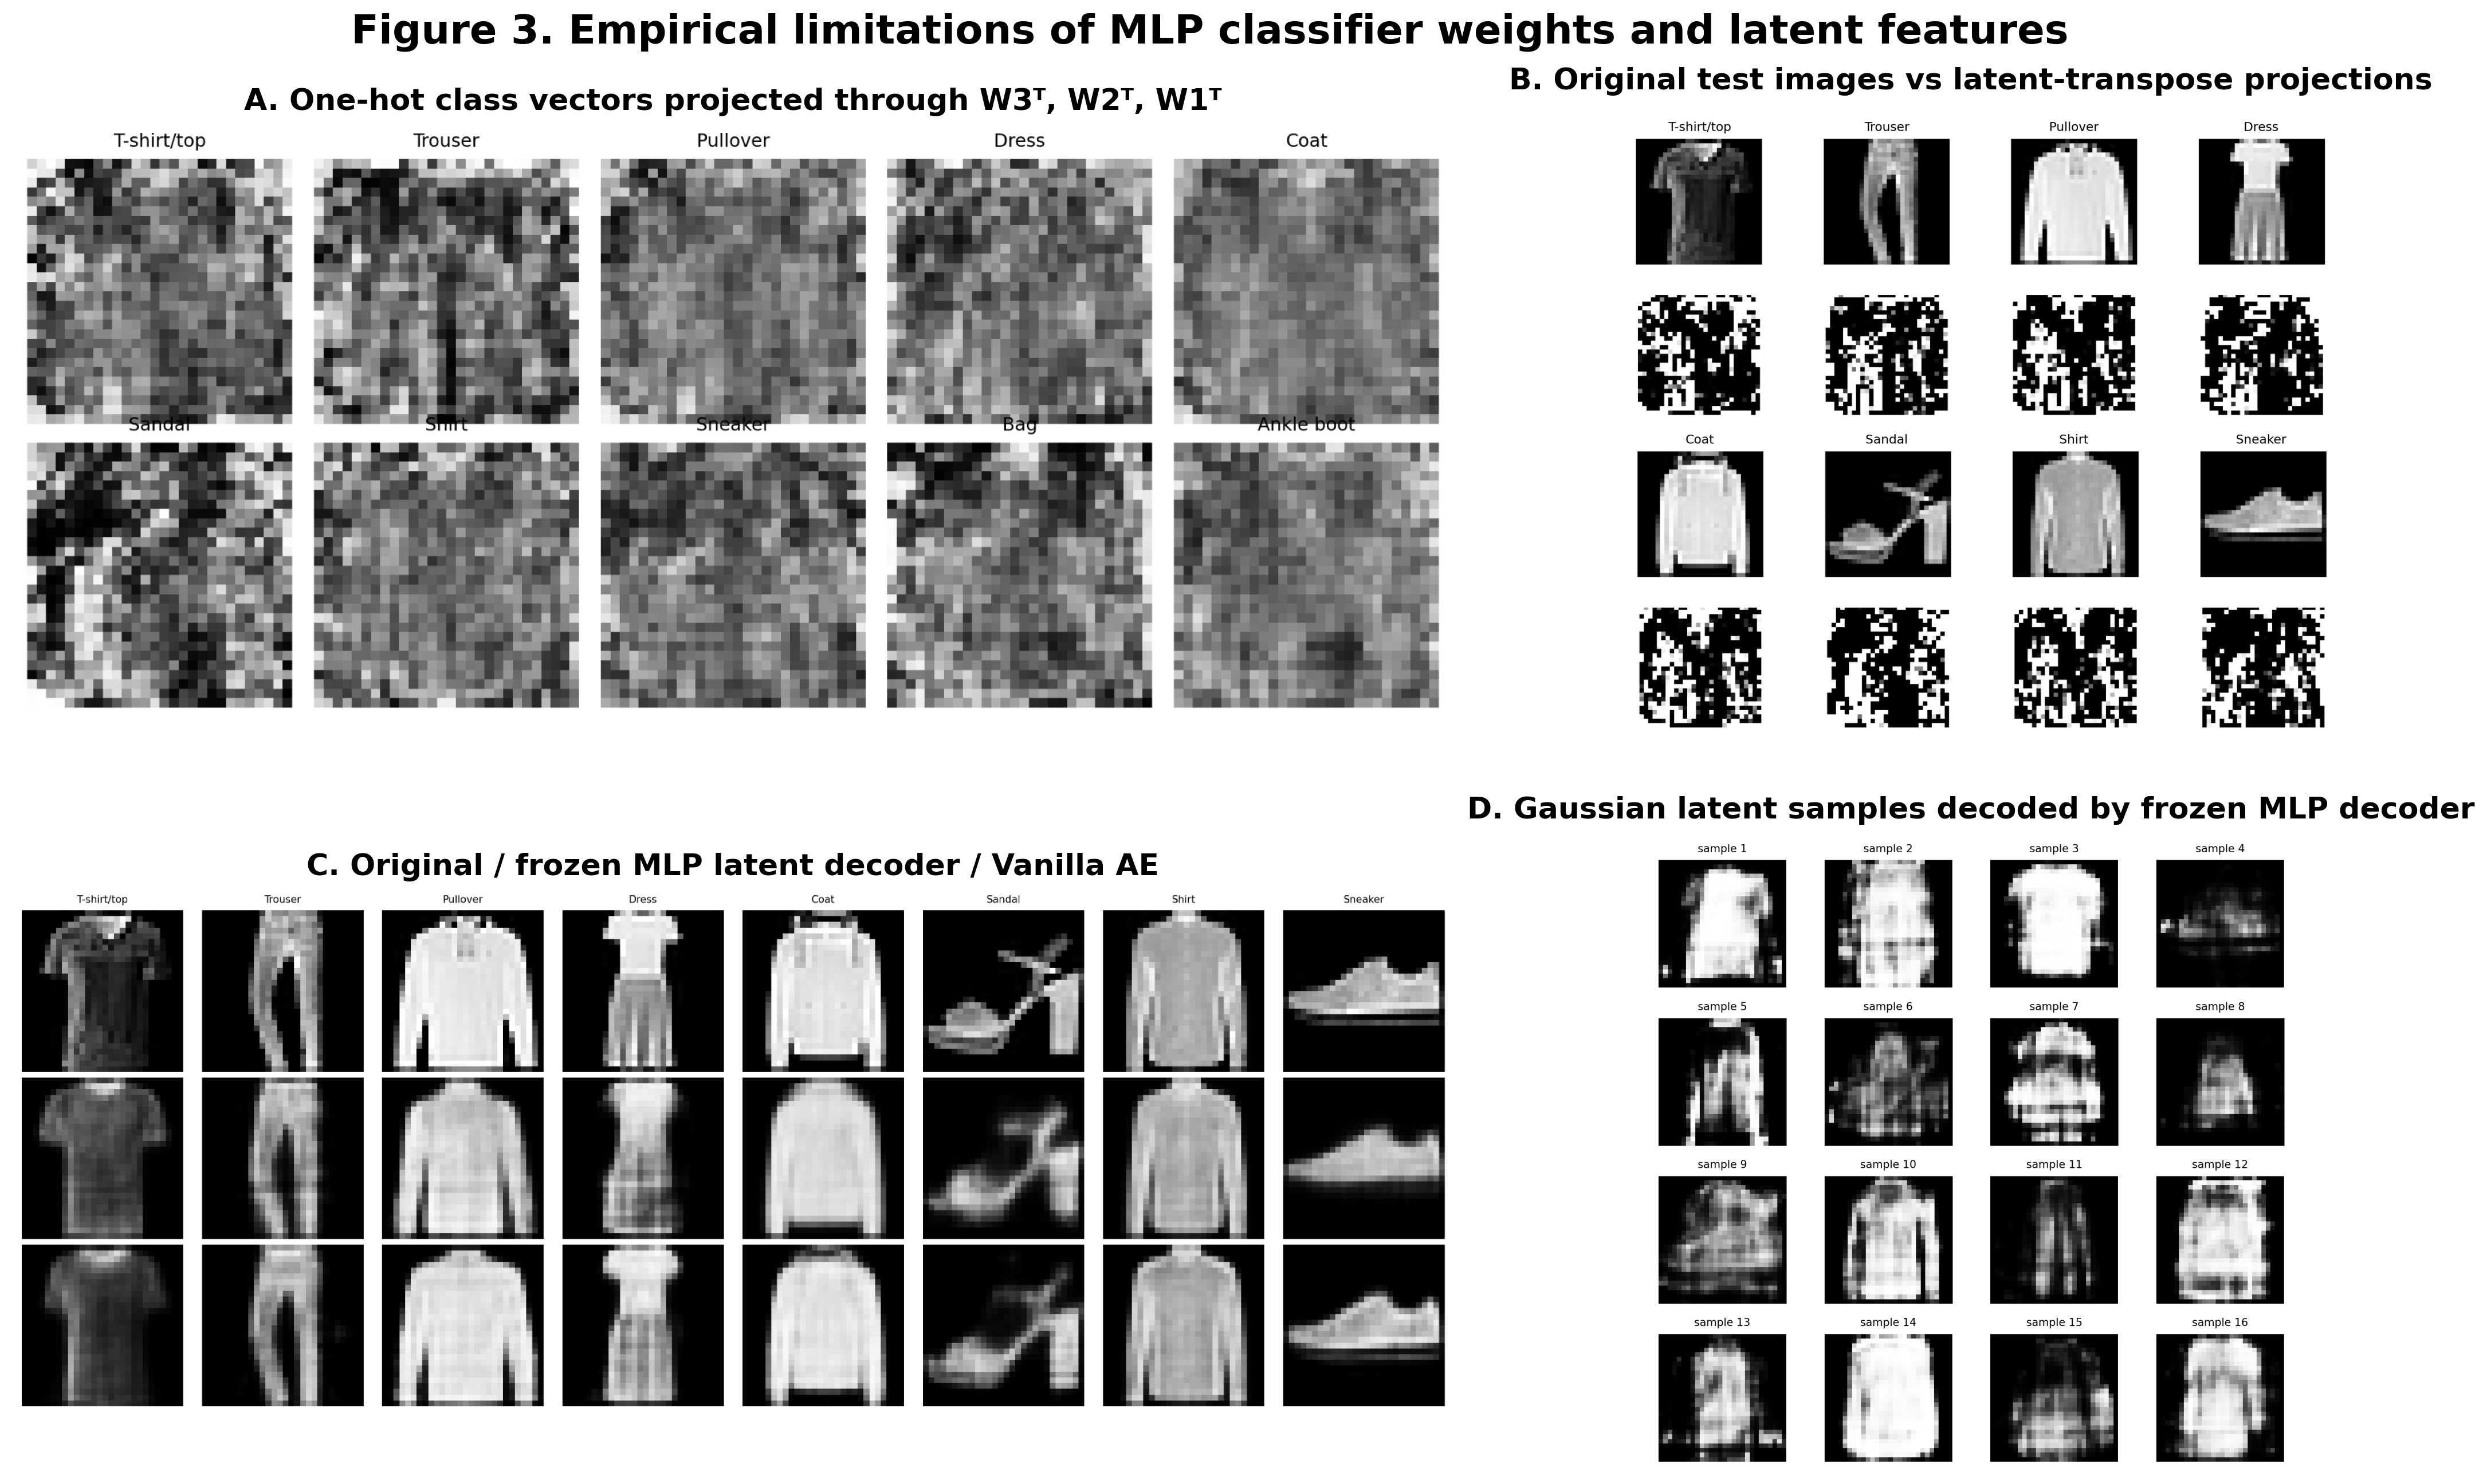 Figure 3. Empirical limitations of MLP classifier weights and latent features
A. One-hot class vectors projected through W3ᵀ, W2ᵀ, W1ᵀ
T-shirt/top Trouser Pullover Dress Coat
Sandal Shirt Sneaker Bag Ankle boot
B. Original test images vs latent-transpose projections
T-shirt/top Trouser Pullover Dress
Coat Sandal Shirt Sneaker
C. Original / frozen MLP latent decoder / Vanilla AE
T-shirt/top Trouser Pullover Dress Coat Sandal Shirt Sneaker
D. Gaussian latent samples decoded by frozen MLP decoder
sample 1 sample 2 sample 3 sample 4
sample 5 sample 6 sample 7 sample 8
sample 9 sample 10 sample 11 sample 12
sample 13 sample 14 sample 15 sample 16